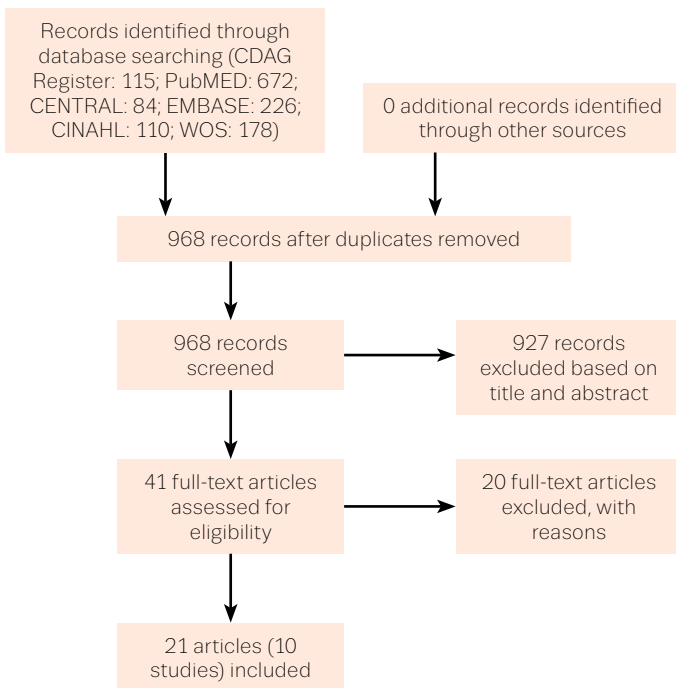 Records identified through
database searching (CDAG
Register: 115; PubMED: 672;
CENTRAL: 84; EMBASE: 226;
CINAHL: 110; WOS: 178)
0 additional records identified
through other sources
968 records after duplicates removed
968 records
screened
927 records
excluded based on
title and abstract
41 full-text articles
assessed for
eligibility
20 full-text articles
excluded, with
reasons
21 articles (10
studies) included